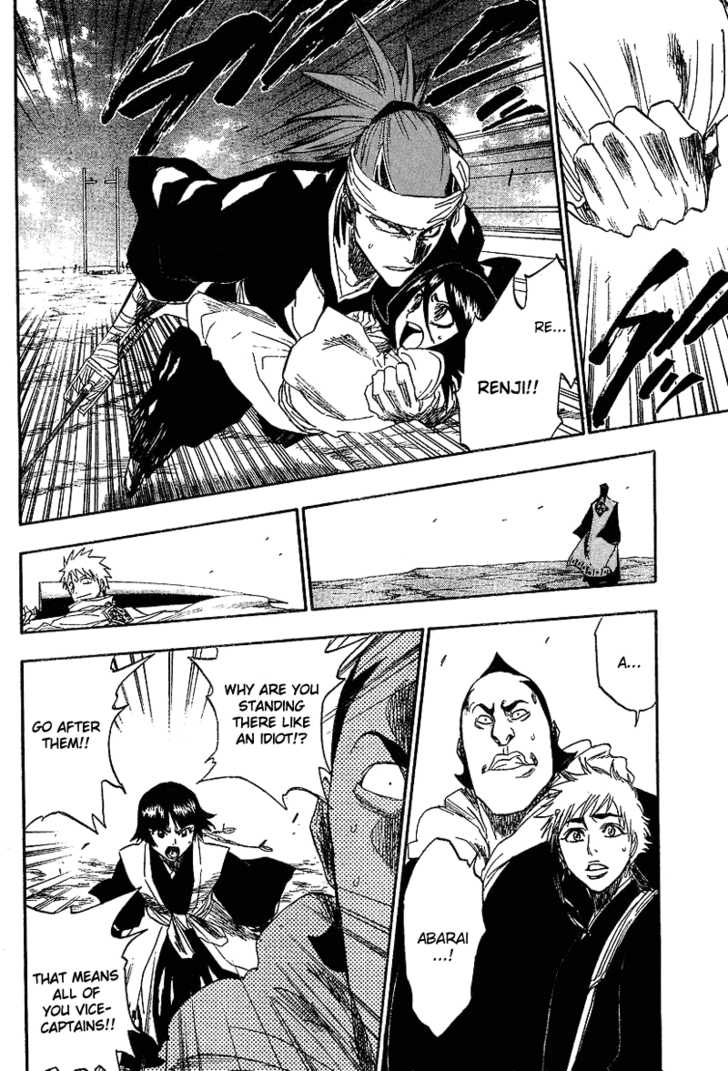 RE...
RENJI!!
A...
ABARAI
...!
WHY ARE YOU
STANDING
THERE LIKE
AN IDIOT!?
GO AFTER
THEM!!
THAT MEANS
ALL OF
YOU VICE-
CAPTAINS!!